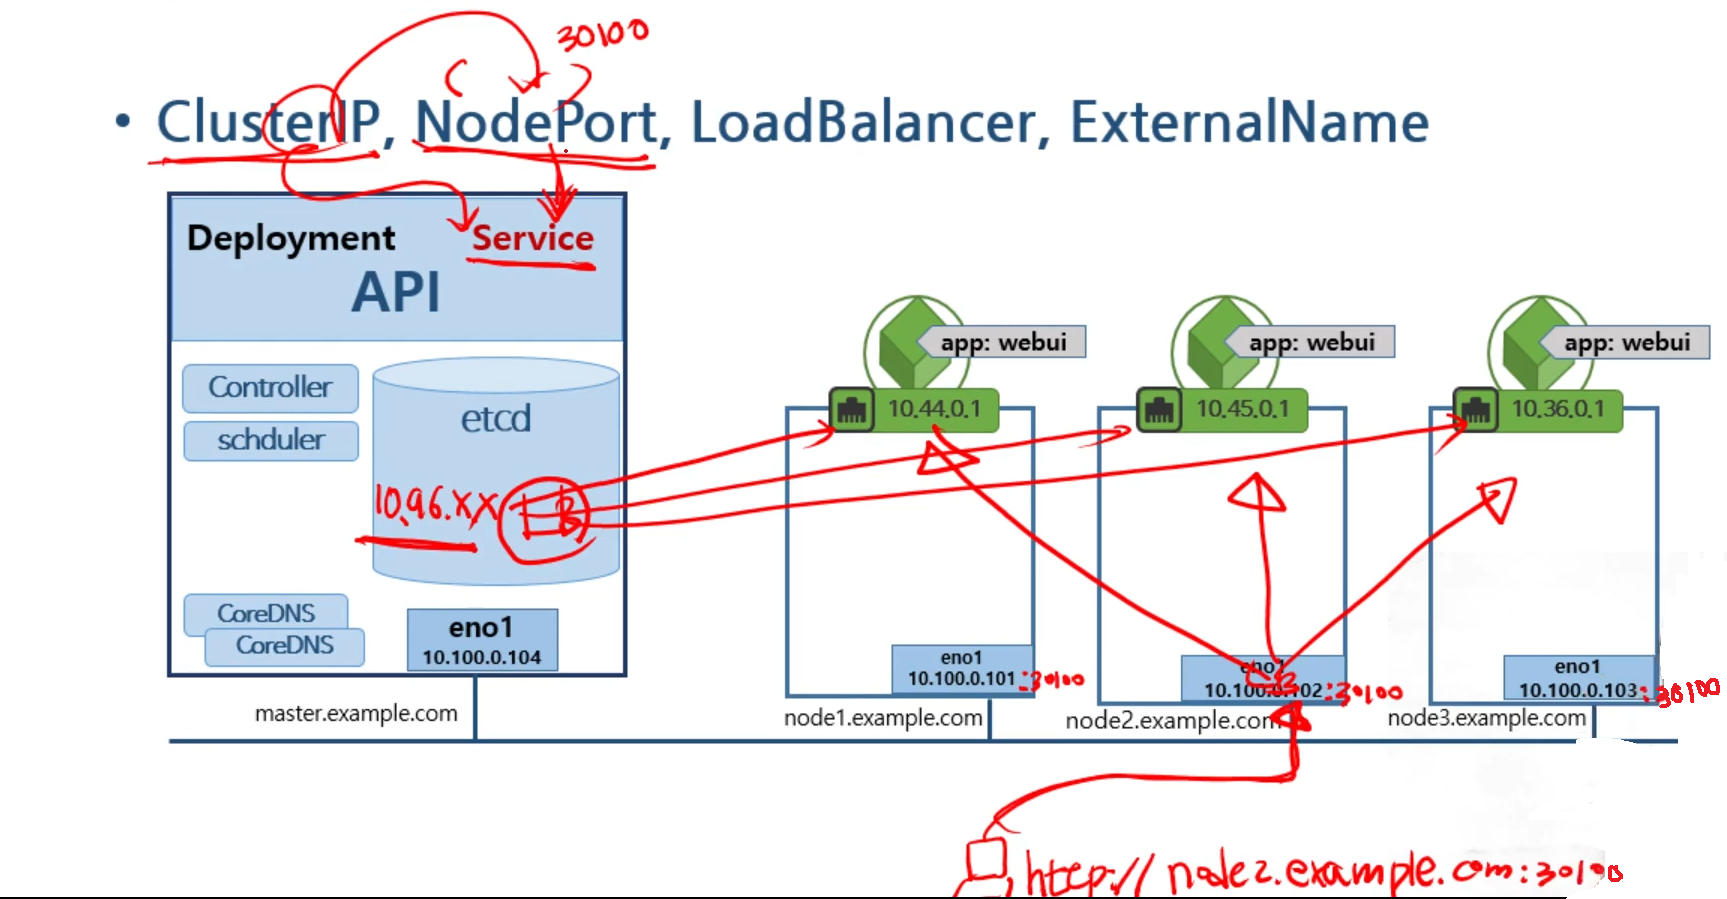 30100
• ClusterIP, NodePort, LoadBalancer, ExternalName
Deployment Service
API
Controller
schduler
etcd
10.96.XX
CoreDNS
CoreDNS
eno1
10.100.0.104
master.example.com
app: webui
10.44.0.1
eno1
10.100.0.101 :30100
node1.example.com
app: webui
10.45.0.1
eno1
10.100.0.102 :30100
node2.example.com
app: webui
10.36.0.1
eno1
10.100.0.103 :30100
node3.example.com
http:// node2.example.com:30100